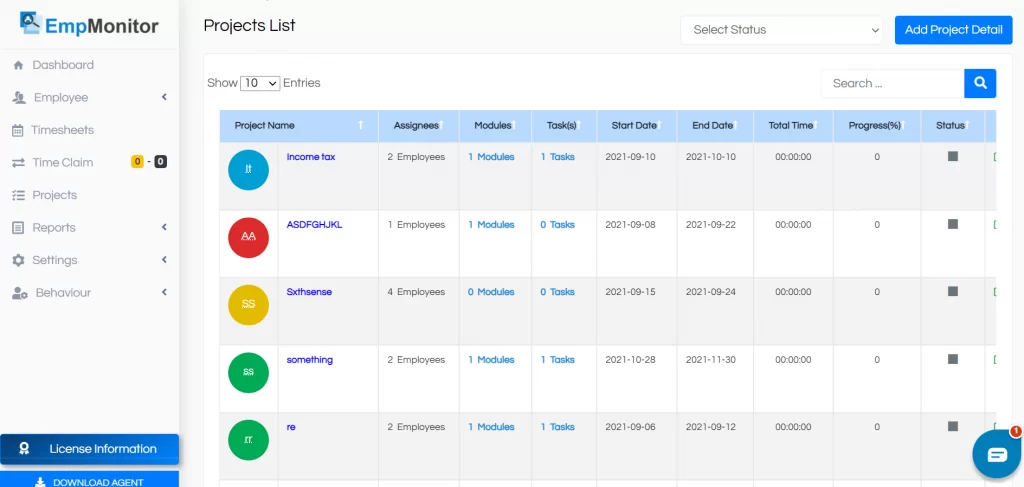 EmpMonitor
Dashboard
Employee
Timesheets
Time Claim 0 - 0
Projects
Reports
Settings
Behaviour
License Information
DOWNLOAD AGENT
Projects List
Select Status
Add Project Detail
Show 10 Entries
Search ...
Project Name Assignees Modules Task(s) Start Date End Date Total Time Progress(%) Status
It Income tax 2 Employees 1 Modules 1 Tasks 2021-09-10 2021-10-10 00:00:00 0
AA ASDFGHJKL 1 Employees 1 Modules 0 Tasks 2021-09-08 2021-09-22 00:00:00 0
SS Sxthsense 4 Employees 0 Modules 0 Tasks 2021-09-15 2021-09-24 00:00:00 0
ss something 2 Employees 1 Modules 1 Tasks 2021-10-28 2021-11-30 00:00:00 0
rr re 2 Employees 1 Modules 1 Tasks 2021-09-06 2021-09-12 00:00:00 0
1